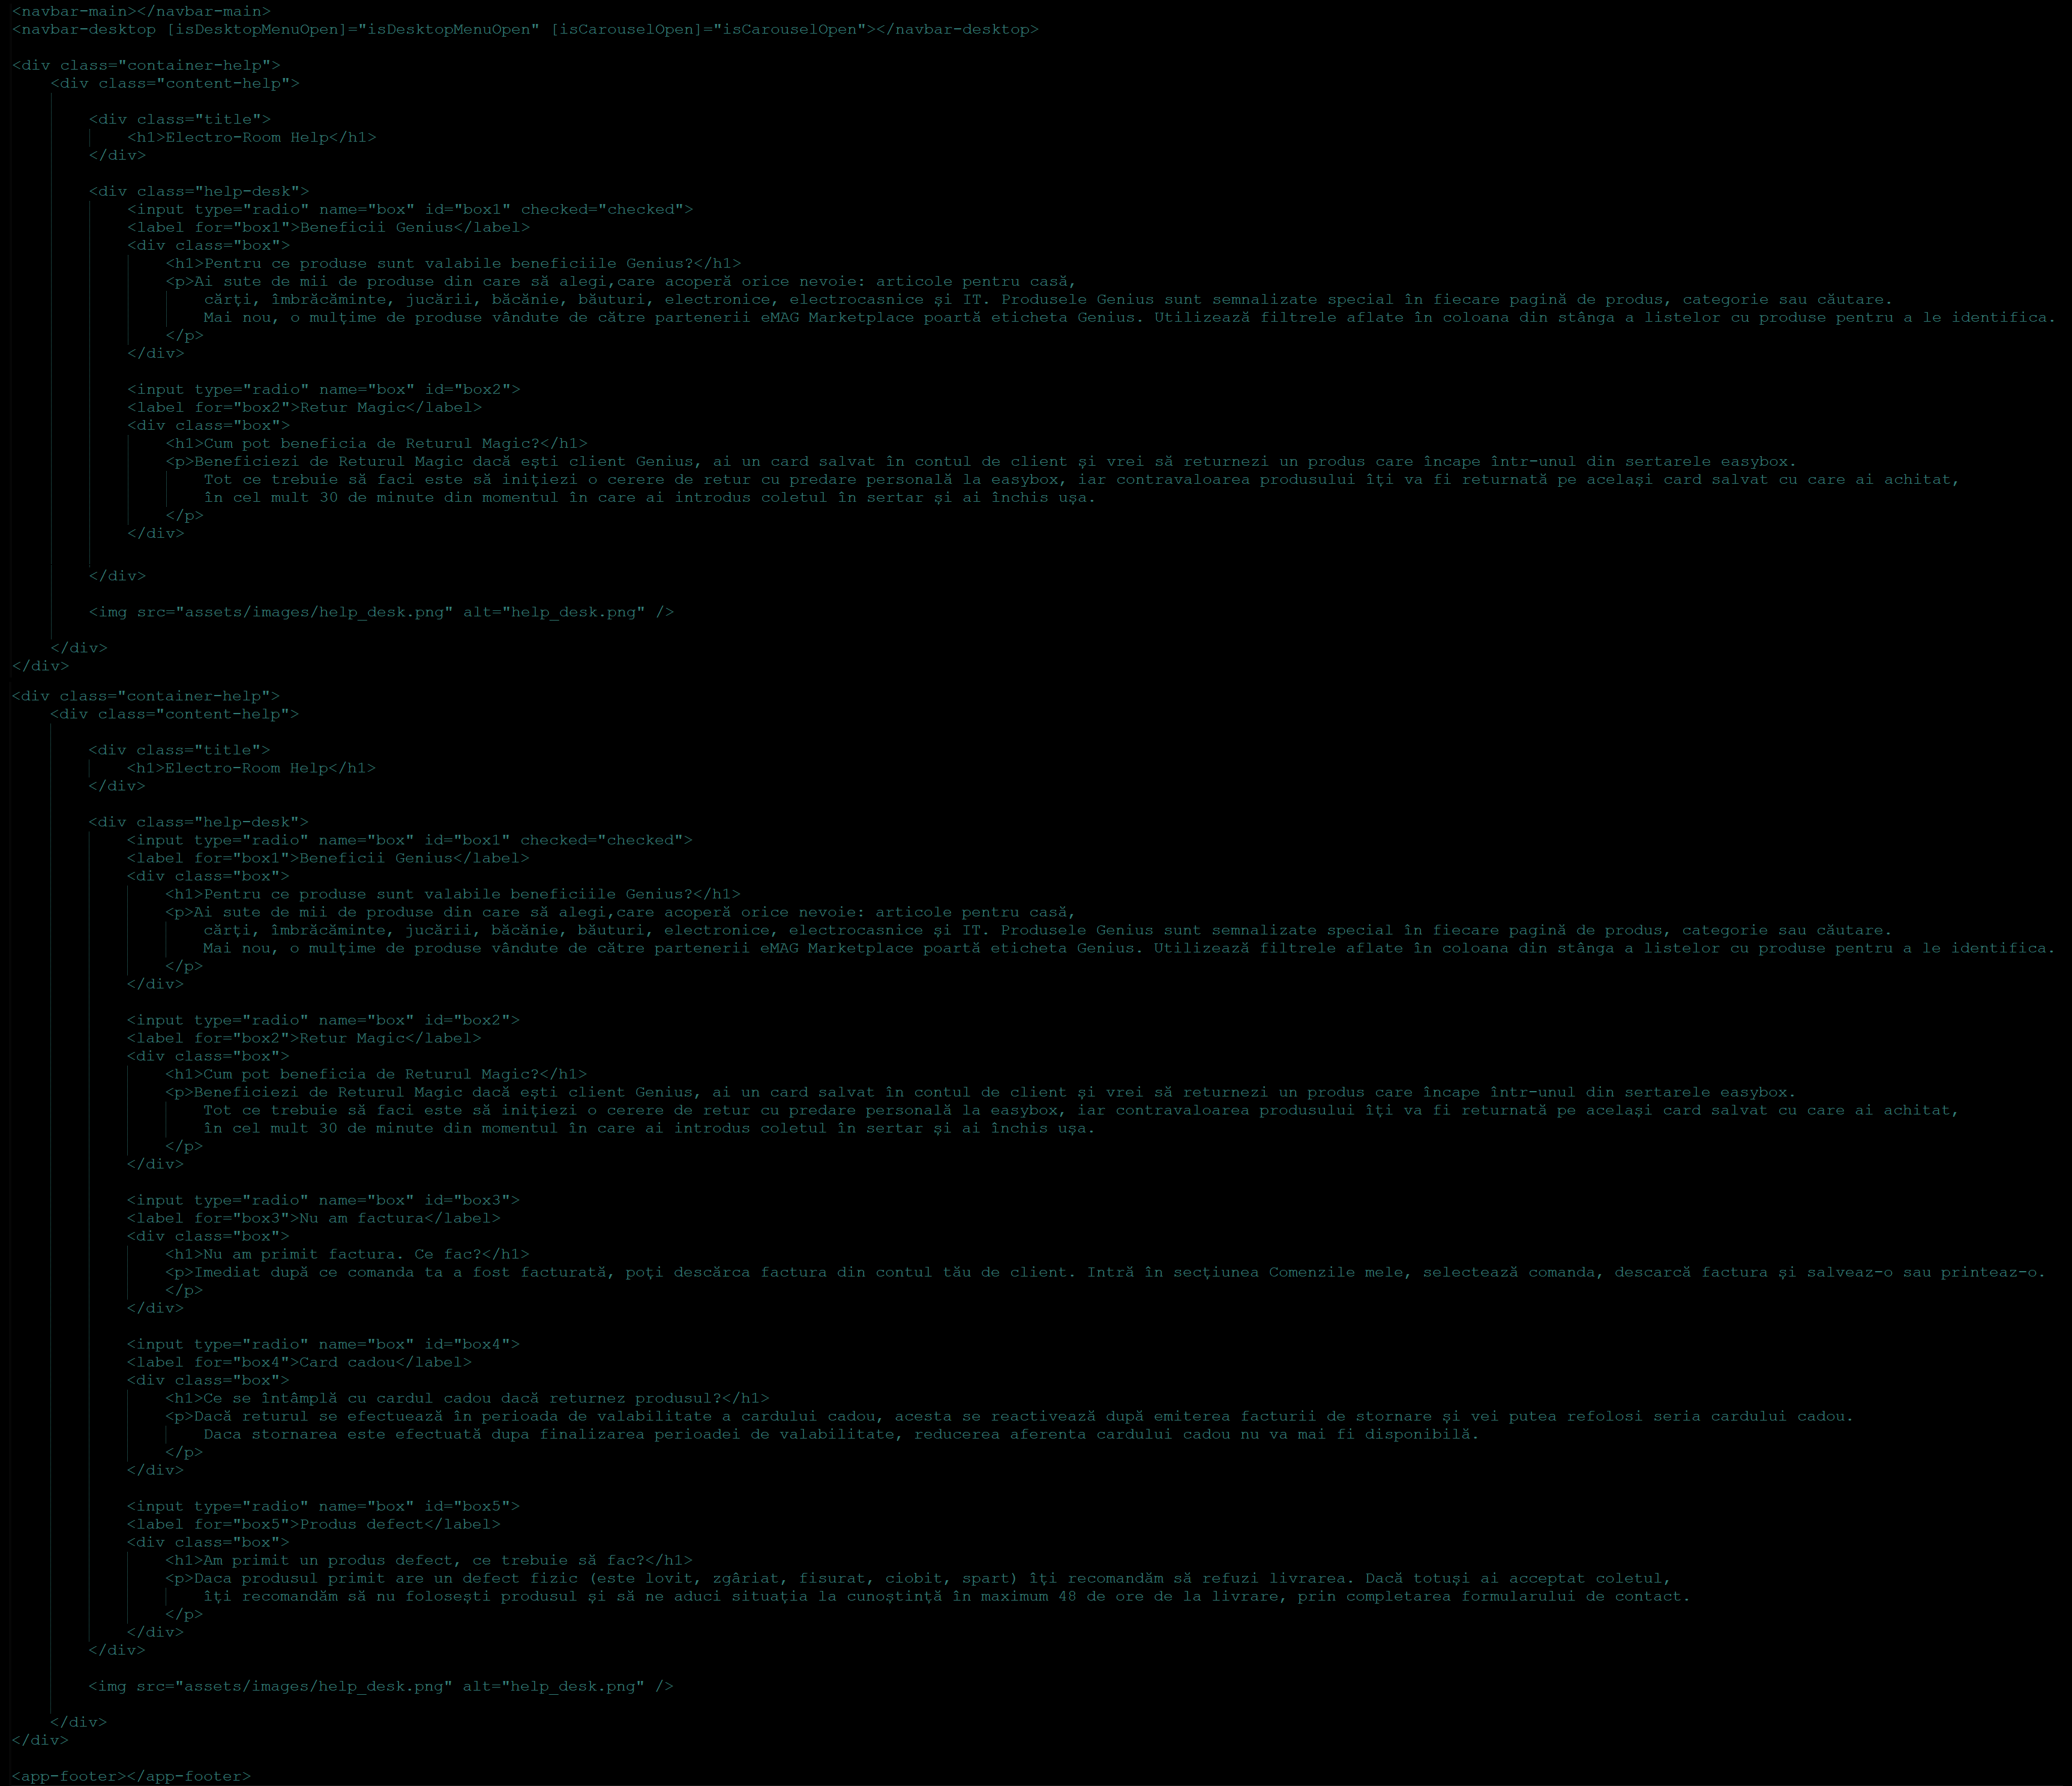 <navbar-main></navbar-main>
<navbar-desktop [isDesktopMenuOpen]="isDesktopMenuOpen" [isCarouselOpen]="isCarouselOpen"></navbar-desktop>
<div class="container-help">
<div class="content-help">
<div class="title">
<h1>Electro-Room Help</h1>
</div>
<div class="help-desk">
<input type="radio" name="box" id="box1" checked="checked">
<label for="box1">Beneficii Genius</label>
<div class="box">
<h1>Pentru ce produse sunt valabile beneficiile Genius?</h1>
<p>Ai sute de mii de produse din care să alegi,care acoperă orice nevoie: articole pentru casă,
cărți, îmbrăcăminte, jucării, băcănie, băuturi, electronice, electrocasnice și IT. Produsele Genius sunt semnalizate special în fiecare pagină de produs, categorie sau căutare.
Mai nou, o mulțime de produse vândute de către partenerii eMAG Marketplace poartă eticheta Genius. Utilizează filtrele aflate în coloana din stânga a listelor cu produse pentru a le identifica.
</p>
</div>
<input type="radio" name="box" id="box2">
<label for="box2">Retur Magic</label>
<div class="box">
<h1>Cum pot beneficia de Returul Magic?</h1>
<p>Beneficiezi de Returul Magic dacă ești client Genius, ai un card salvat în contul de client și vrei să returnezi un produs care încape într-unul din sertarele easybox.
Tot ce trebuie să faci este să inițiezi o cerere de retur cu predare personală la easybox, iar contravaloarea produsului îți va fi returnată pe același card salvat cu care ai achitat,
în cel mult 30 de minute din momentul în care ai introdus coletul în sertar și ai închis ușa.
</p>
</div>
</div>
<img src="assets/images/help_desk.png" alt="help_desk.png" />
</div>
</div>
<div class="container-help">
<div class="content-help">
<div class="title">
<h1>Electro-Room Help</h1>
</div>
<div class="help-desk">
<input type="radio" name="box" id="box1" checked="checked">
<label for="box1">Beneficii Genius</label>
<div class="box">
<h1>Pentru ce produse sunt valabile beneficiile Genius?</h1>
<p>Ai sute de mii de produse din care să alegi,care acoperă orice nevoie: articole pentru casă,
cărți, îmbrăcăminte, jucării, băcănie, băuturi, electronice, electrocasnice și IT. Produsele Genius sunt semnalizate special în fiecare pagină de produs, categorie sau căutare.
Mai nou, o mulțime de produse vândute de către partenerii eMAG Marketplace poartă eticheta Genius. Utilizează filtrele aflate în coloana din stânga a listelor cu produse pentru a le identifica.
</p>
</div>
<input type="radio" name="box" id="box2">
<label for="box2">Retur Magic</label>
<div class="box">
<h1>Cum pot beneficia de Returul Magic?</h1>
<p>Beneficiezi de Returul Magic dacă ești client Genius, ai un card salvat în contul de client și vrei să returnezi un produs care încape într-unul din sertarele easybox.
Tot ce trebuie să faci este să inițiezi o cerere de retur cu predare personală la easybox, iar contravaloarea produsului îți va fi returnată pe același card salvat cu care ai achitat,
în cel mult 30 de minute din momentul în care ai introdus coletul în sertar și ai închis ușa.
</p>
</div>
<input type="radio" name="box" id="box3">
<label for="box3">Nu am factura</label>
<div class="box">
<h1>Nu am primit factura. Ce fac?</h1>
<p>Imediat după ce comanda ta a fost facturată, poți descărca factura din contul tău de client. Intră în secțiunea Comenzile mele, selectează comanda, descarcă factura și salveaz-o sau printeaz-o.
</p>
</div>
<input type="radio" name="box" id="box4">
<label for="box4">Card cadou</label>
<div class="box">
<h1>Ce se întâmplă cu cardul cadou dacă returnez produsul?</h1>
<p>Dacă returul se efectuează în perioada de valabilitate a cardului cadou, acesta se reactivează după emiterea facturii de stornare și vei putea refolosi seria cardului cadou.
Daca stornarea este efectuată dupa finalizarea perioadei de valabilitate, reducerea aferenta cardului cadou nu va mai fi disponibilă.
</p>
</div>
<input type="radio" name="box" id="box5">
<label for="box5">Produs defect</label>
<div class="box">
<h1>Am primit un produs defect, ce trebuie să fac?</h1>
<p>Daca produsul primit are un defect fizic (este lovit, zgâriat, fisurat, ciobit, spart) îți recomandăm să refuzi livrarea. Dacă totuși ai acceptat coletul,
îți recomandăm să nu folosești produsul și să ne aduci situația la cunoștință în maximum 48 de ore de la livrare, prin completarea formularului de contact.
</p>
</div>
</div>
<img src="assets/images/help_desk.png" alt="help_desk.png" />
</div>
</div>
<app-footer></app-footer>